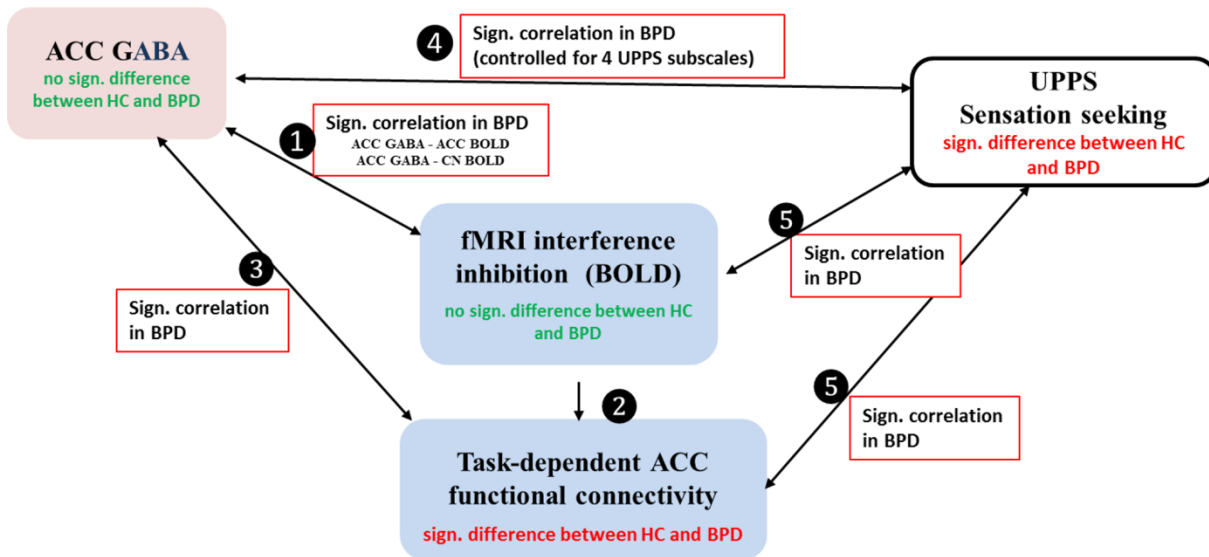 ACC GABA
no sign. difference
between HC and BPD
4
Sign. correlation in BPD
(controlled for 4 UPPS subscales)
UPPS
Sensation seeking
sign. difference between HC
and BPD
1
Sign. correlation in BPD
ACC GABA - ACC BOLD
ACC GABA - CN BOLD
fMRI interference
inhibition (BOLD)
no sign. difference between HC
and BPD
5
Sign. correlation
in BPD
3
Sign. correlation
in BPD
2
5
Sign. correlation
in BPD
Task-dependent ACC
functional connectivity
sign. difference between HC and BPD